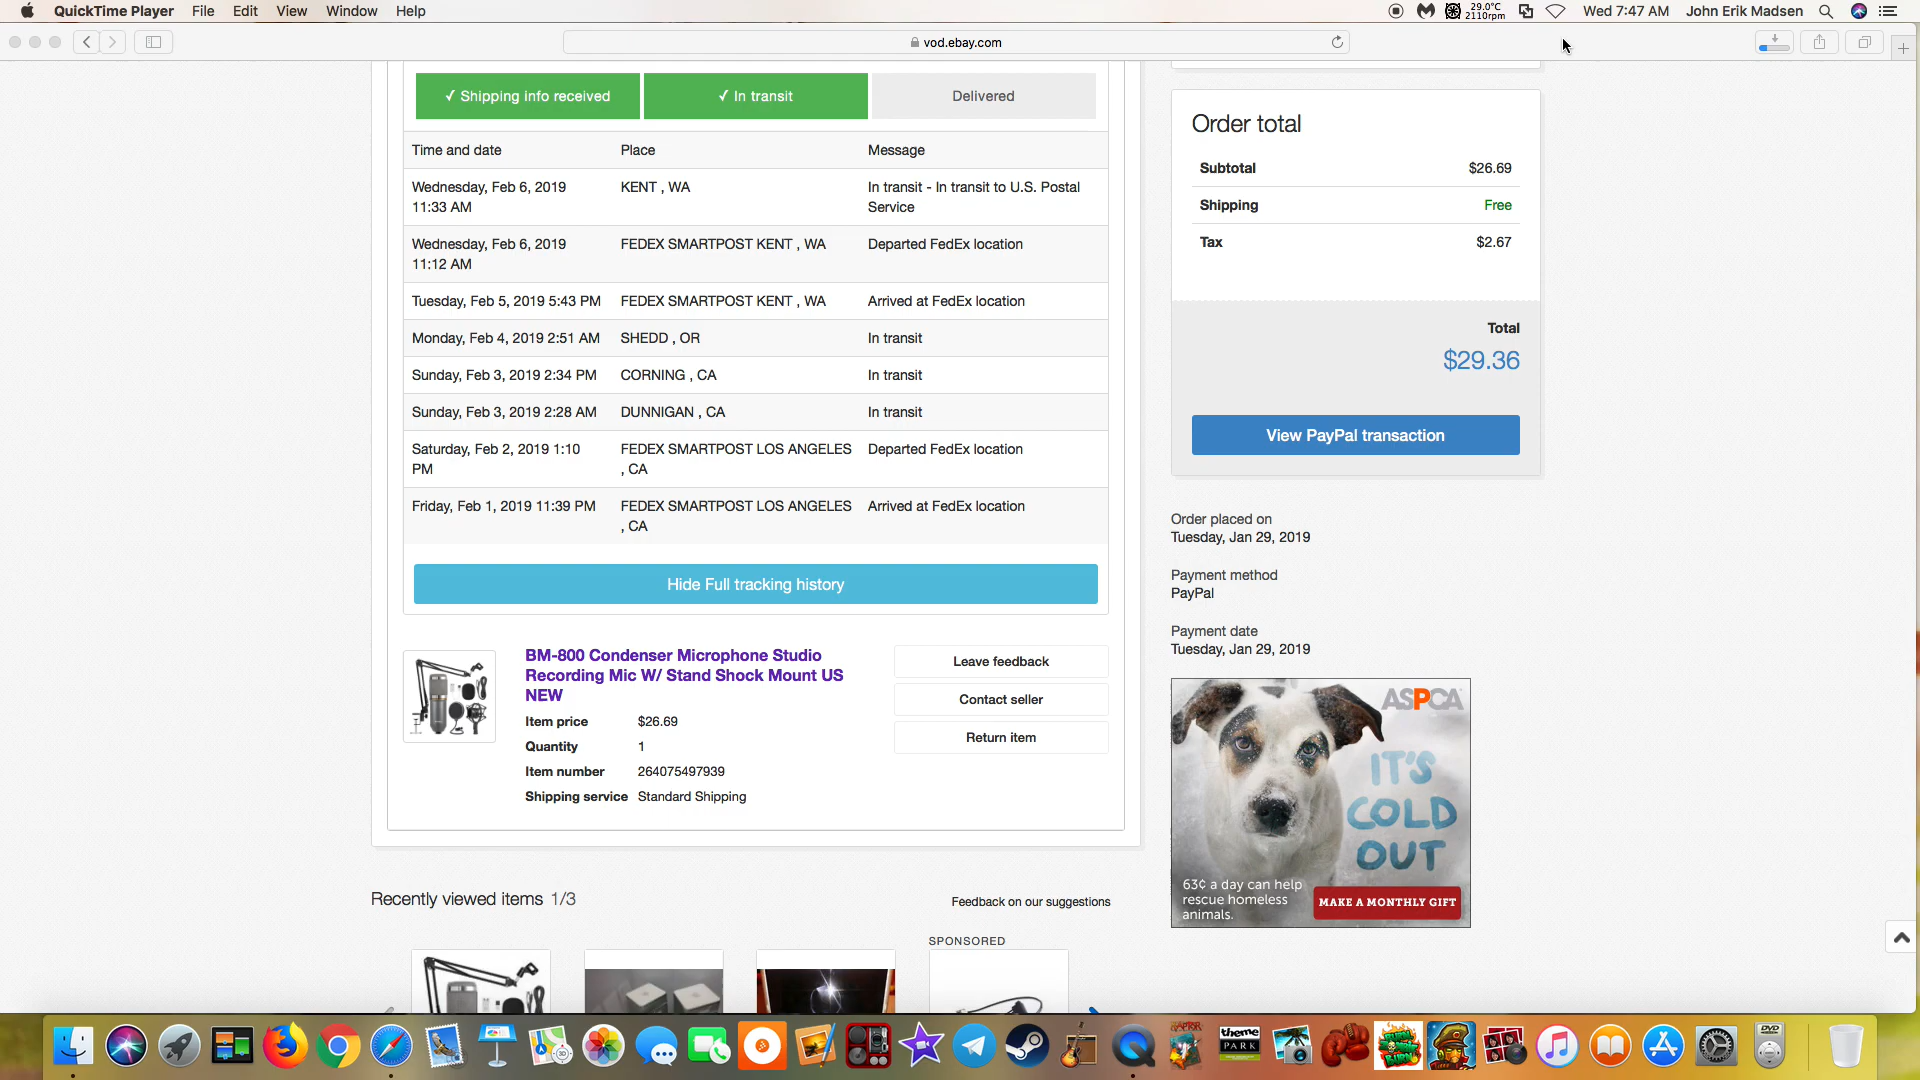 QuickTime Player File Edit View Window Help
29.0°C
2110rpm
Wed 7:47 AM John Erik Madsen
vod.ebay.com
✓ Shipping info received ✓ In transit Delivered
Time and date Place Message
Wednesday, Feb 6, 2019 KENT , WA In transit - In transit to U.S. Postal
11:33 AM Service
Wednesday, Feb 6, 2019 FEDEX SMARTPOST KENT , WA Departed FedEx location
11:12 AM
Tuesday, Feb 5, 2019 5:43 PM FEDEX SMARTPOST KENT , WA Arrived at FedEx location
Monday, Feb 4, 2019 2:51 AM SHEDD , OR In transit
Sunday, Feb 3, 2019 2:34 PM CORNING , CA In transit
Sunday, Feb 3, 2019 2:28 AM DUNNIGAN , CA In transit
Saturday, Feb 2, 2019 1:10 FEDEX SMARTPOST LOS ANGELES Departed FedEx location
PM , CA
Friday, Feb 1, 2019 11:39 PM FEDEX SMARTPOST LOS ANGELES Arrived at FedEx location
, CA
Hide Full tracking history
BM-800 Condenser Microphone Studio
Recording Mic W/ Stand Shock Mount US
NEW
Item price $26.69
Quantity 1
Item number 264075497939
Shipping service Standard Shipping
Leave feedback
Contact seller
Return item
Recently viewed items 1/3
Feedback on our suggestions
SPONSORED
Order total
Subtotal $26.69
Shipping Free
Tax $2.67
Total
$29.36
View PayPal transaction
Order placed on
Tuesday, Jan 29, 2019
Payment method
PayPal
Payment date
Tuesday, Jan 29, 2019
ASPCA
IT'S
COLD
OUT
63¢ a day can help
rescue homeless
animals.
MAKE A MONTHLY GIFT
theme
PARK
DVD